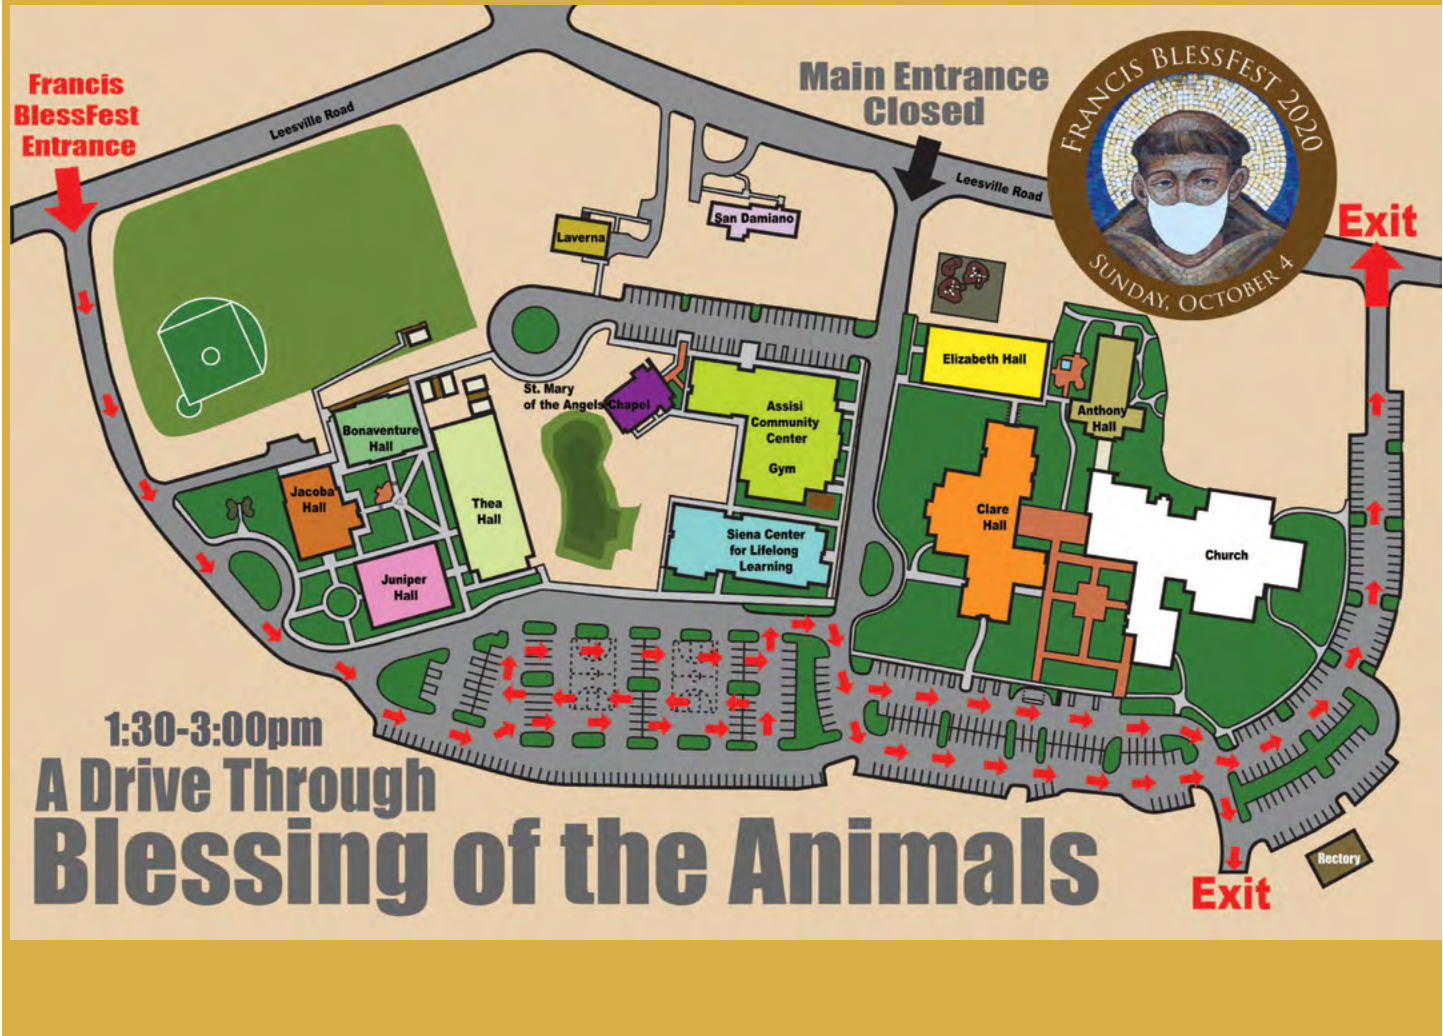 Francis
BlessFest
Entrance
Leesville Road
Main Entrance
Closed
Leesville Road
FRANCIS BLESSFEST 2020
SUNDAY, OCTOBER 4
Exit
San Damiano
Laverna
Elizabeth Hall
St. Mary
of the Angels Chapel
Assisi
Community
Center
Gym
Anthony
Hall
Bonaventure
Hall
Jacoba
Hall
Thea
Hall
Clare
Hall
Siena Center
for Lifelong
Learning
Church
Juniper
Hall
1:30-3:00pm
A Drive Through
Blessing of the Animals
Rectory
Exit